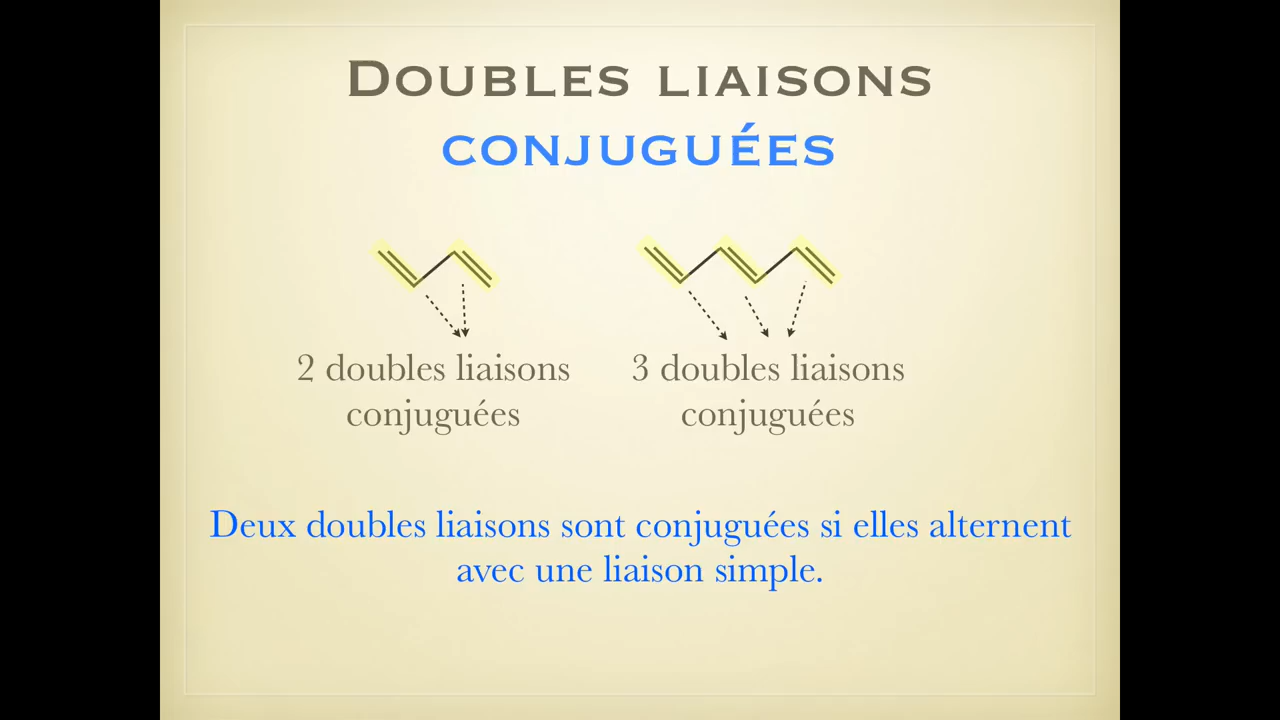 Doubles liaisons
conjuguées
2 doubles liaisons
conjuguées
3 doubles liaisons
conjuguées
Deux doubles liaisons sont conjuguées si elles alternent
avec une liaison simple.